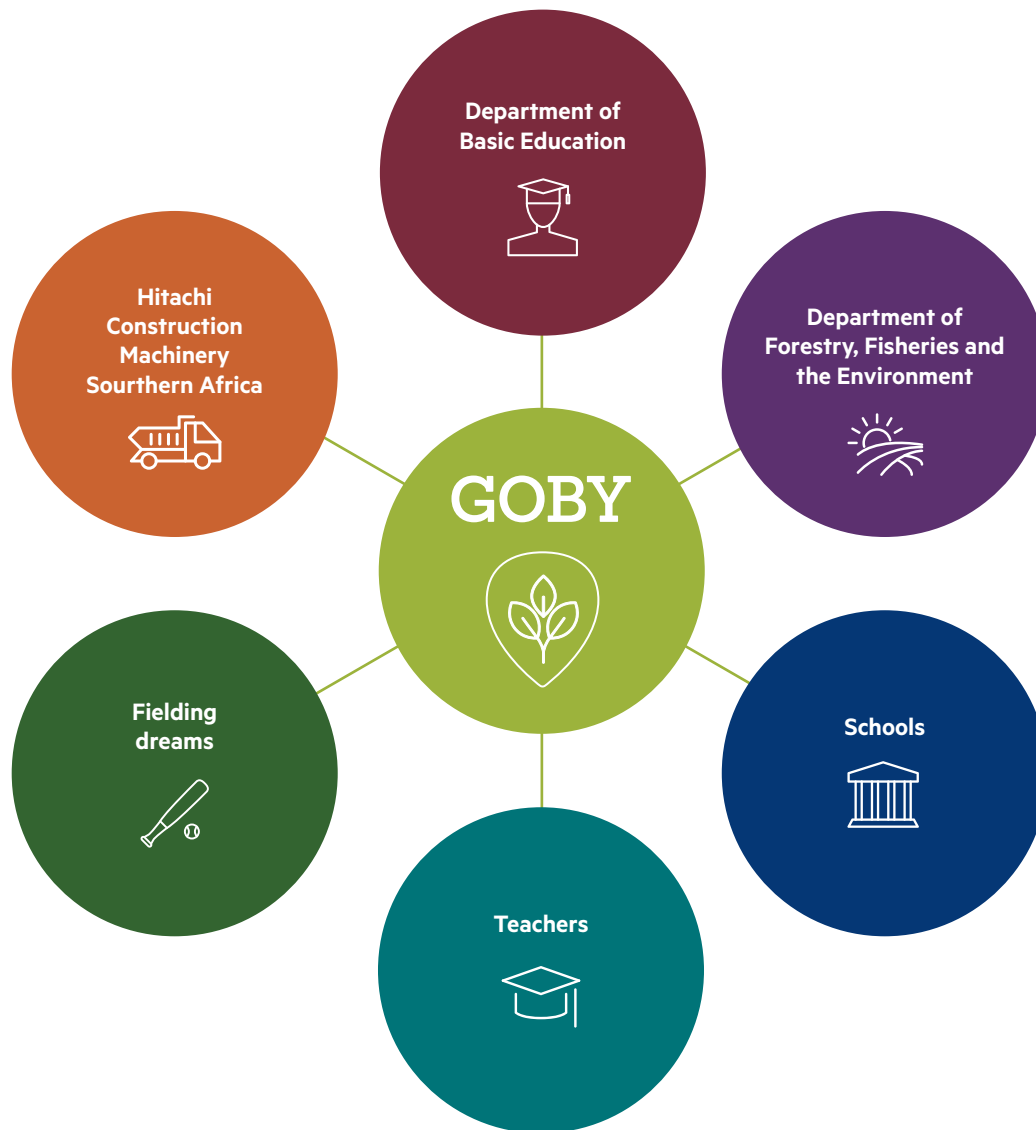 Department of
Basic Education
Hitachi
Construction
Machinery
Sourthern Africa
Department of
Forestry, Fisheries and
the Environment
GOBY
Fielding
dreams
Schools
Teachers